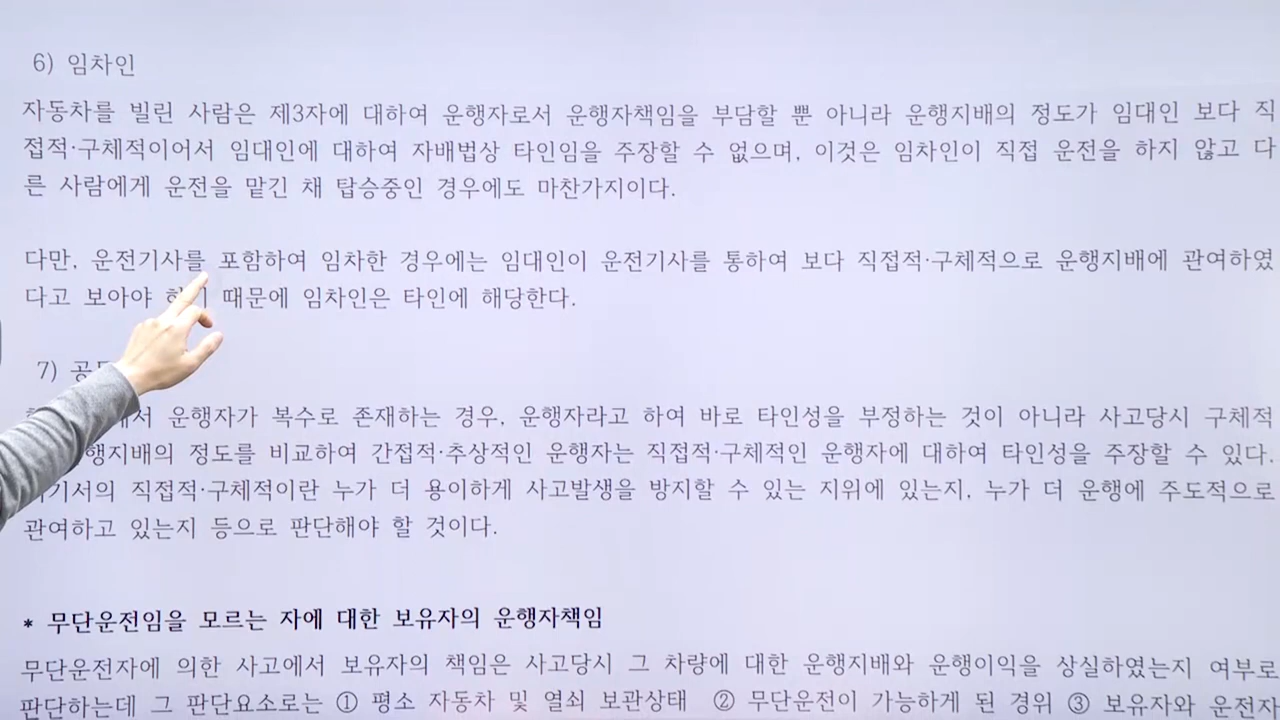 6) 임차인
자동차를 빌린 사람은 제3자에 대하여 운행자로서 운행자책임을 부담할 뿐 아니라 운행지배의 정도가 임대인 보다 직
접적·구체적이어서 임대인에 대하여 자배법상 타인임을 주장할 수 없으며, 이것은 임차인이 직접 운전을 하지 않고 다
른 사람에게 운전을 맡긴 채 탑승중인 경우에도 마찬가지이다.
다만, 운전기사를 포함하여 임차한 경우에는 임대인이 운전기사를 통하여 보다 직접적·구체적으로 운행지배에 관여하였
다고 보아야 때문에 임차인은 타인에 해당한다.
7)
운행자가 복수로 존재하는 경우, 운행자라고 하여 바로 타인성을 부정하는 것이 아니라 사고당시 구체적
정도를 비교하여 간접적·추상적인 운행자는 직접적·구체적인 운행자에 대하여 타인성을 주장할 수 있다.
직접적·구체적이란 누가 더 용이하게 사고발생을 방지할 수 있는 지위에 있는지, 누가 더 운행에 주도적으로
관여하고 있는지 등으로 판단해야 할 것이다.
* 무단운전임을 모르는 자에 대한 보유자의 운행자책임
무단운전자에 의한 사고에서 보유자의 책임은 사고당시 그 차량에 대한 운행지배와 운행이익을 상실하였는지 여부로
판단하는데 그 판단요소로는 ① 평소 자동차 및 열쇠 보관상태 ② 무단운전이 가능하게 된 경위 ③ 보유자와 운전자